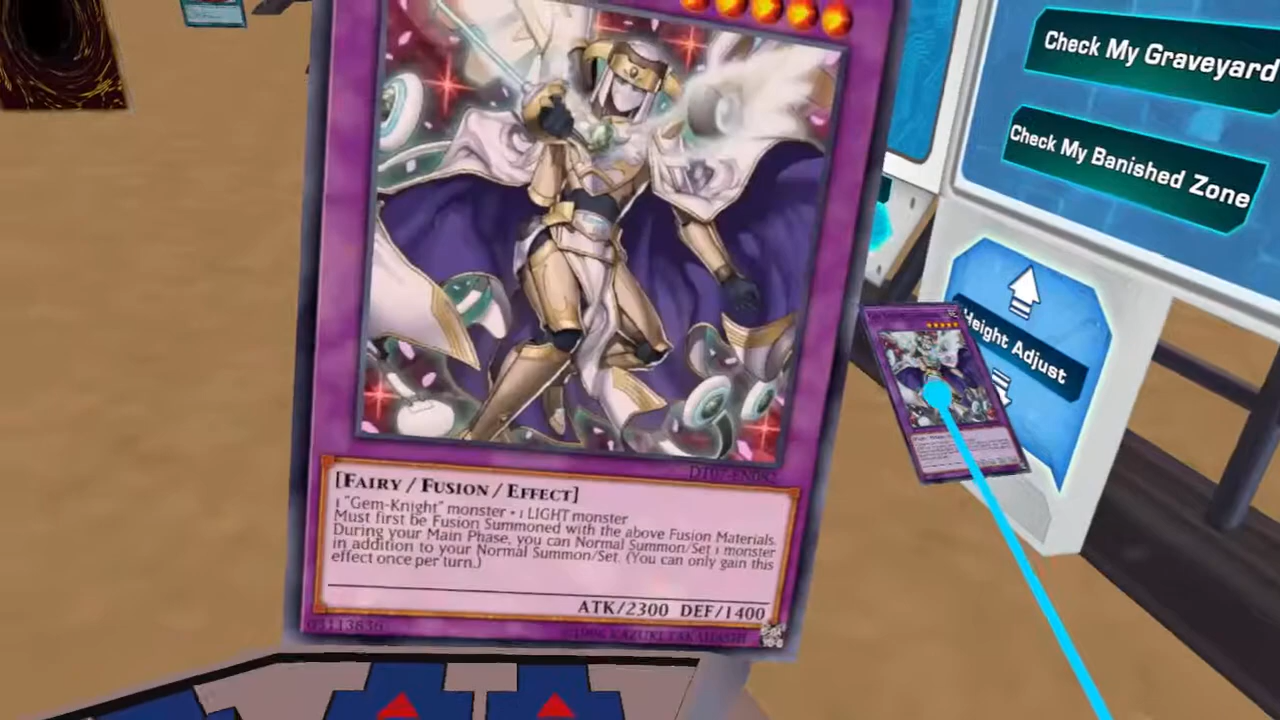 Check My Graveyard
Check My Banished Zone
Height Adjust
[FAIRY / FUSION / EFFECT]
1 "Gem-Knight" monster + 1 LIGHT monster
Must first be Fusion Summoned with the above Fusion Materials.
During your Main Phase, you can Normal Summon/Set 1 monster
in addition to your Normal Summon/Set. (You can only gain this
effect once per turn.)
ATK/2300 DEF/1400
©1996 KAZUKI TAKAHASHI